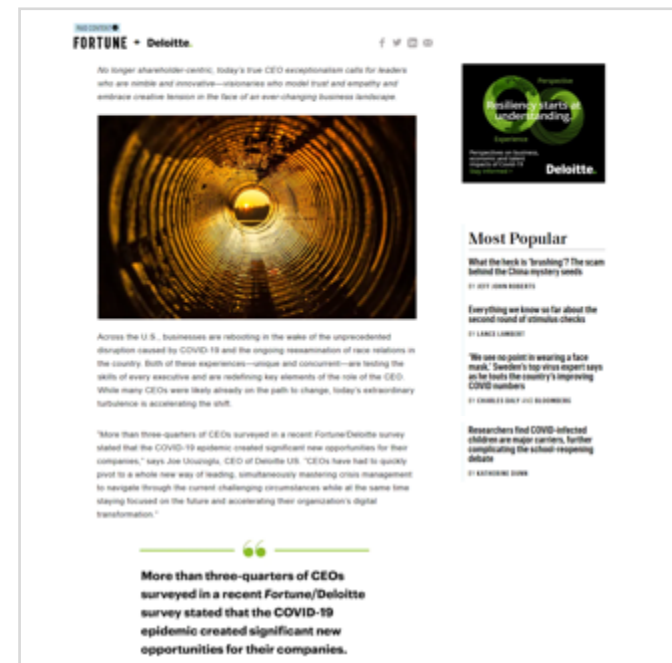 PAID CONTENT
FORTUNE + Deloitte.
No longer shareholder-centric, today's true CEO exceptionalism calls for leaders
who are nimble and innovative—visionaries who model trust and empathy and
embrace creative tension in the face of an ever-changing business landscape.
Across the U.S., businesses are rebooting in the wake of the unprecedented
disruption caused by COVID-19 and the ongoing reexamination of race relations in
the country. Both of these experiences—unique and concurrent—are testing the
skills of every executive and are redefining key elements of the role of the CEO.
While many CEOs were likely already on the path to change, today's extraordinary
turbulence is accelerating the shift.
"More than three-quarters of CEOs surveyed in a recent Fortune/Deloitte survey
stated that the COVID-19 epidemic created significant new opportunities for their
companies," says Joe Ucuzoglu, CEO of Deloitte US. "CEOs have had to quickly
pivot to a whole new way of leading, simultaneously mastering crisis management
to navigate through the current challenging circumstances while at the same time
staying focused on the future and accelerating their organization's digital
transformation."
More than three-quarters of CEOs
surveyed in a recent Fortune/Deloitte
survey stated that the COVID-19
epidemic created significant new
opportunities for their companies.
Perspective
Resiliency starts at
understanding.
Experience
Perspectives on business,
economic and talent
impacts of Covid-19
Stay informed >
Deloitte.
Most Popular
What the heck is 'brushing'? The scam
behind the China mystery seeds
BY JEFF JOHN ROBERTS
Everything we know so far about the
second round of stimulus checks
BY LANCE LAMBERT
'We see no point in wearing a face
mask,' Sweden's top virus expert says
as he touts the country's improving
COVID numbers
BY CHARLES DALY AND BLOOMBERG
Researchers find COVID-infected
children are major carriers, further
complicating the school-reopening
debate
BY KATHERINE DUNN